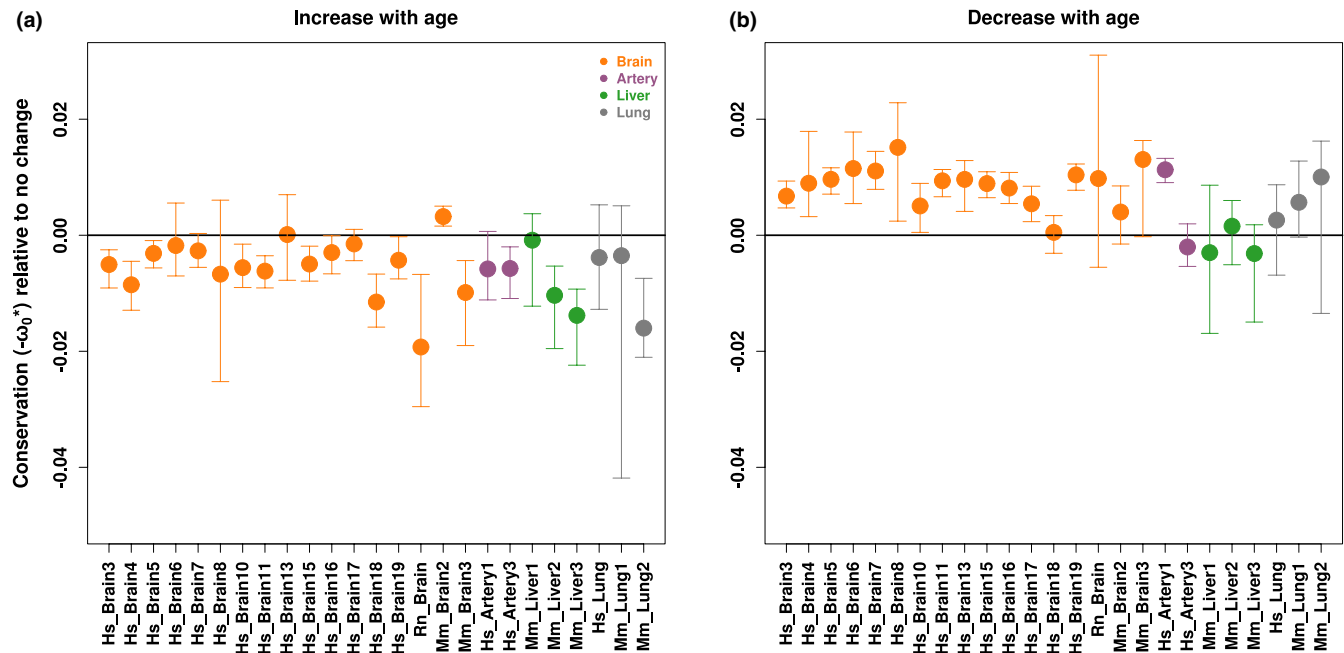 (a)
Increase with age
Conservation (-ω₀*) relative to no change
0.02
0.00
-0.02
-0.04
Brain
Artery
Liver
Lung
Hs_Brain3
Hs_Brain4
Hs_Brain5
Hs_Brain6
Hs_Brain7
Hs_Brain8
Hs_Brain10
Hs_Brain11
Hs_Brain13
Hs_Brain15
Hs_Brain16
Hs_Brain17
Hs_Brain18
Hs_Brain19
Rn_Brain
Mm_Brain2
Mm_Brain3
Hs_Artery1
Hs_Artery3
Mm_Liver1
Mm_Liver2
Mm_Liver3
Hs_Lung
Mm_Lung1
Mm_Lung2
(b)
Decrease with age
0.02
0.00
-0.02
-0.04
Hs_Brain3
Hs_Brain4
Hs_Brain5
Hs_Brain6
Hs_Brain7
Hs_Brain8
Hs_Brain10
Hs_Brain11
Hs_Brain13
Hs_Brain15
Hs_Brain16
Hs_Brain17
Hs_Brain18
Hs_Brain19
Rn_Brain
Mm_Brain2
Mm_Brain3
Hs_Artery1
Hs_Artery3
Mm_Liver1
Mm_Liver2
Mm_Liver3
Hs_Lung
Mm_Lung1
Mm_Lung2